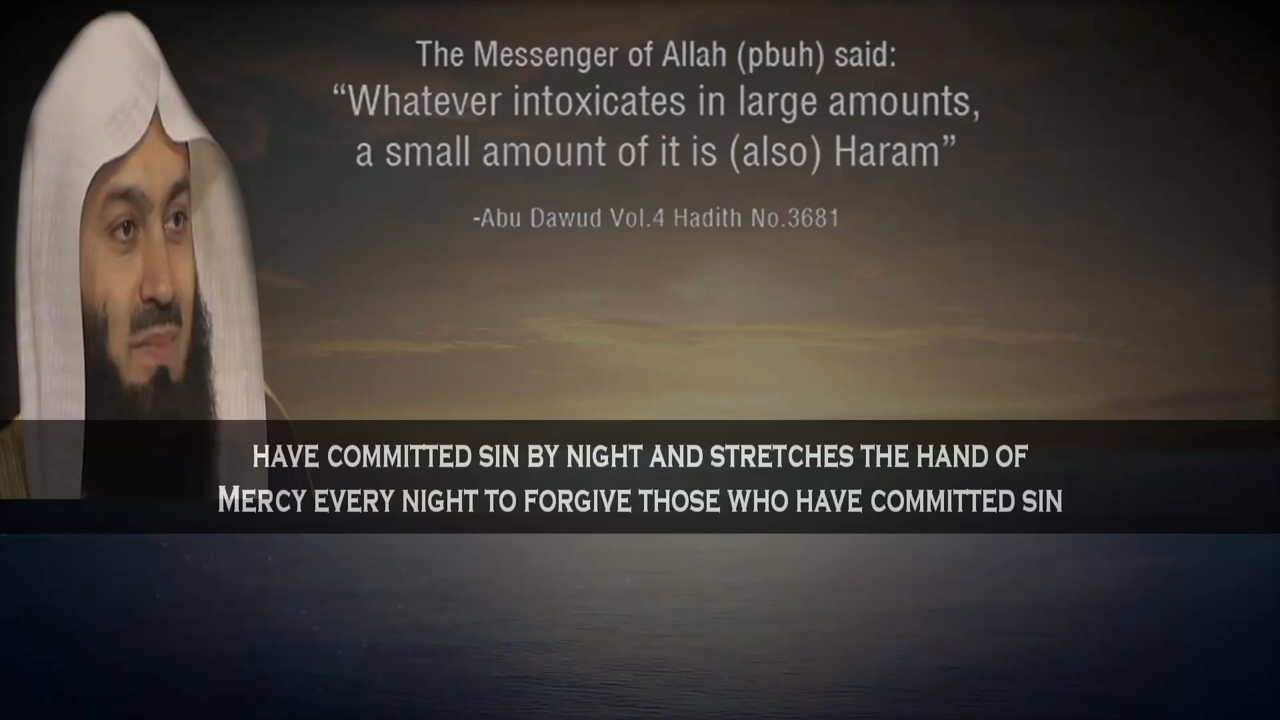 The Messenger of Allah (pbuh) said:
“Whatever intoxicates in large amounts,
a small amount of it is (also) Haram”
-Abu Dawud Vol.4 Hadith No.3681
HAVE COMMITTED SIN BY NIGHT AND STRETCHES THE HAND OF
MERCY EVERY NIGHT TO FORGIVE THOSE WHO HAVE COMMITTED SIN